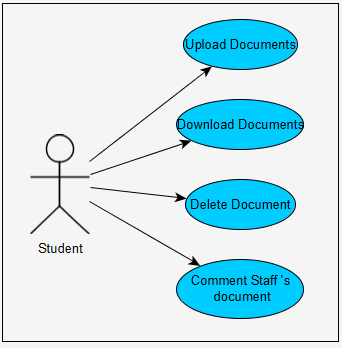 Upload Documents
Download Documents
Delete Document
Comment Staff 's
document
Student